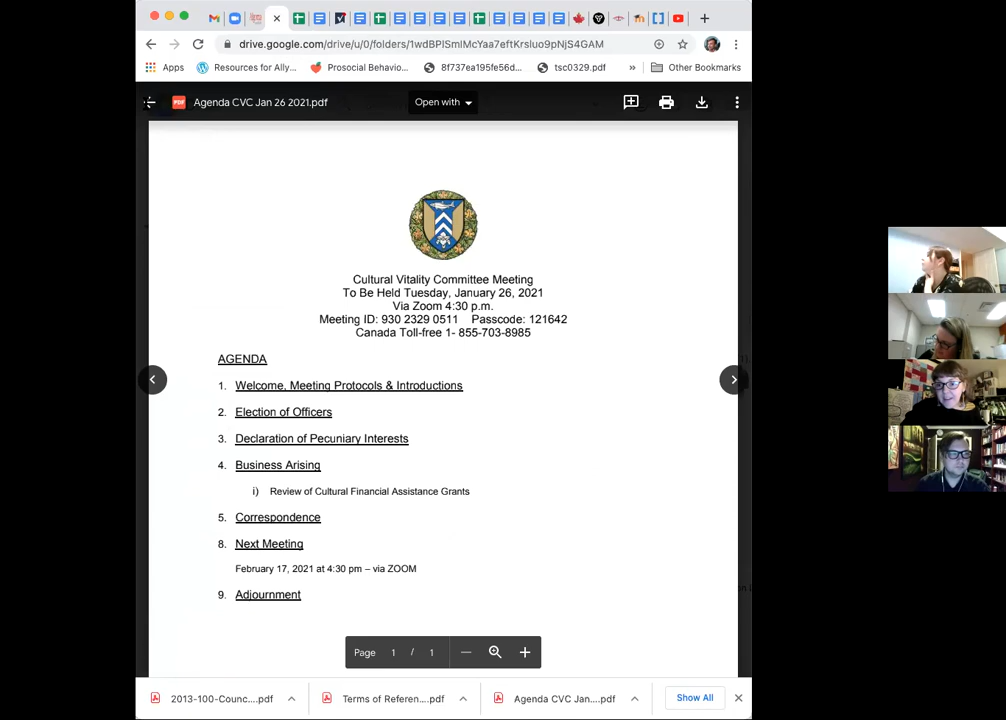 drive.google.com/drive/u/0/folders/1wdBPlSmlMcYaa7eftKrsluo9pNjS4GAM
Apps Resources for Ally... Prosocial Behavio... 8f737ea195fe56d... tsc0329.pdf » Other Bookmarks
PDF Agenda CVC Jan 26 2021.pdf Open with
Cultural Vitality Committee Meeting
To Be Held Tuesday, January 26, 2021
Via Zoom 4:30 p.m.
Meeting ID: 930 2329 0511 Passcode: 121642
Canada Toll-free 1- 855-703-8985
AGENDA
1. Welcome, Meeting Protocols & Introductions
2. Election of Officers
3. Declaration of Pecuniary Interests
4. Business Arising
i) Review of Cultural Financial Assistance Grants
5. Correspondence
8. Next Meeting
February 17, 2021 at 4:30 pm – via ZOOM
9. Adjournment
Page 1 / 1
2013-100-Counc....pdf Terms of Referen....pdf Agenda CVC Jan....pdf Show All